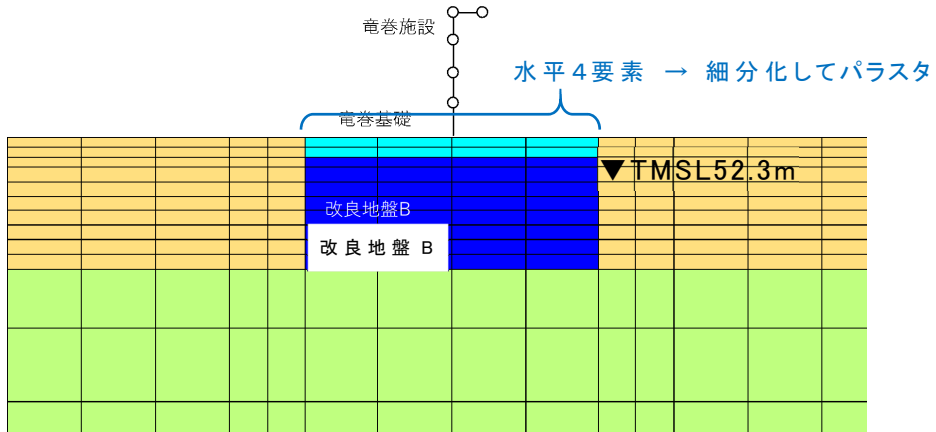 竜巻施設
水平4要素 → 細分化してパラスタ
竜巻基礎
▼TMSL52.3m
改良地盤B
改良地盤 B